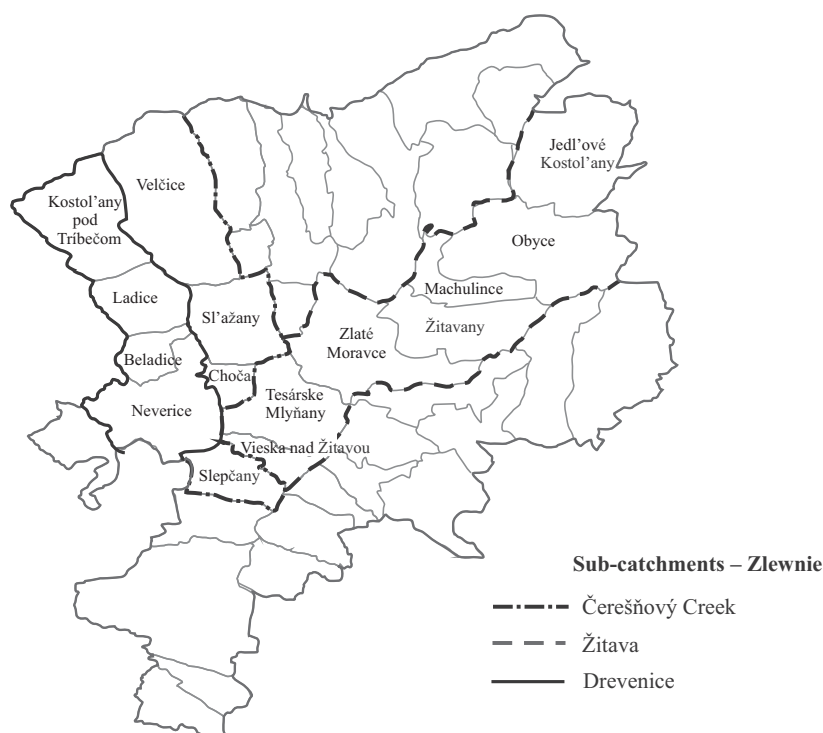 Jedl'ové
Kostol'any
Velčice
Kostol'any
pod
Tríbečom
Obyce
Ladice
Machulince
Sl'ažany
Zlaté
Moravce
Žitavany
Beladice
Choča
Tesárske
Mlyňany
Neverice
Vieska nad Žitavou
Slepčany
Sub-catchments – Zlewnie
Čerešňový Creek
Žitava
Drevenice